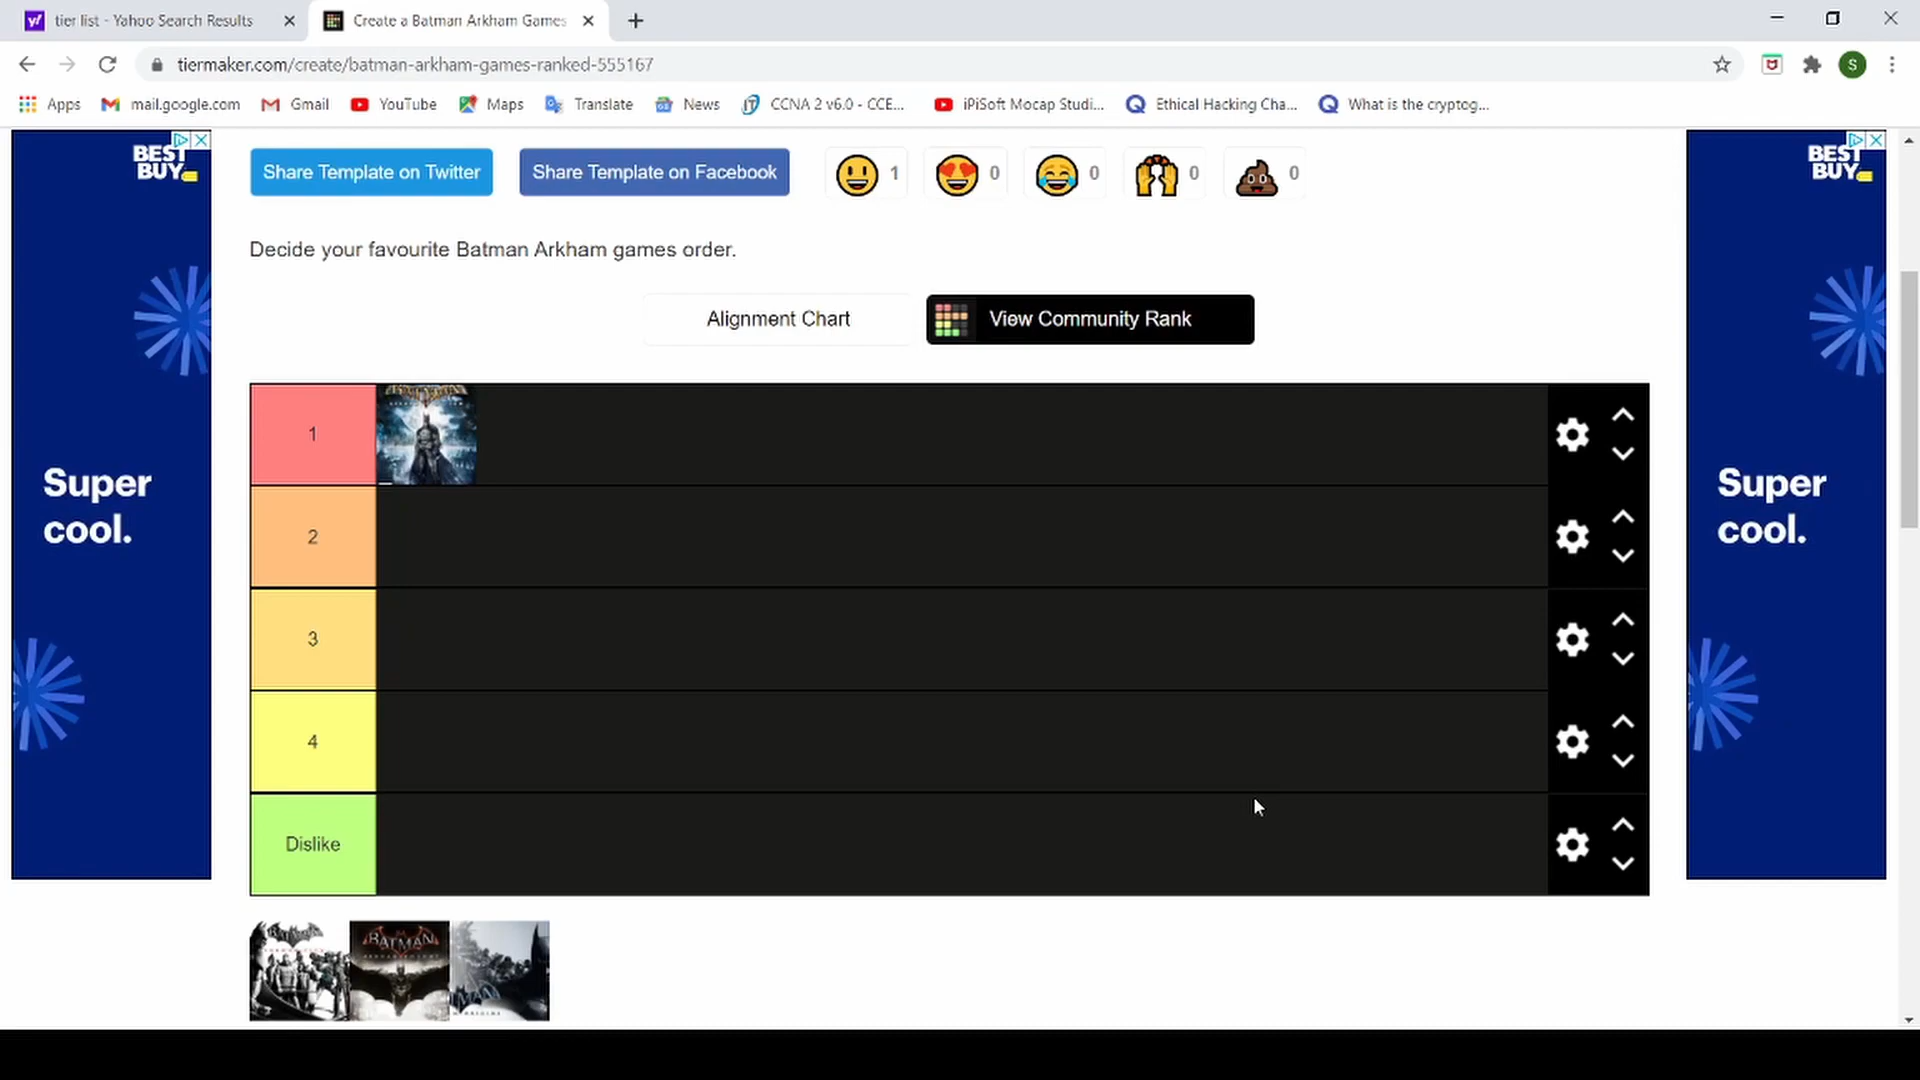 tier list - Yahoo Search Results
Create a Batman Arkham Games
tiermaker.com/create/batman-arkham-games-ranked-555167
Apps
mail.google.com
Gmail
YouTube
Maps
Translate
News
CCNA 2 v6.0 - CCE...
iPiSoft Mocap Studi...
Ethical Hacking Cha...
What is the cryptog...
S
BEST BUY
Super
cool.
Share Template on Twitter
Share Template on Facebook
1
0
0
0
0
Decide your favourite Batman Arkham games order.
Alignment Chart
View Community Rank
1
2
3
4
Dislike
BATMAN
BEST BUY
Super
cool.